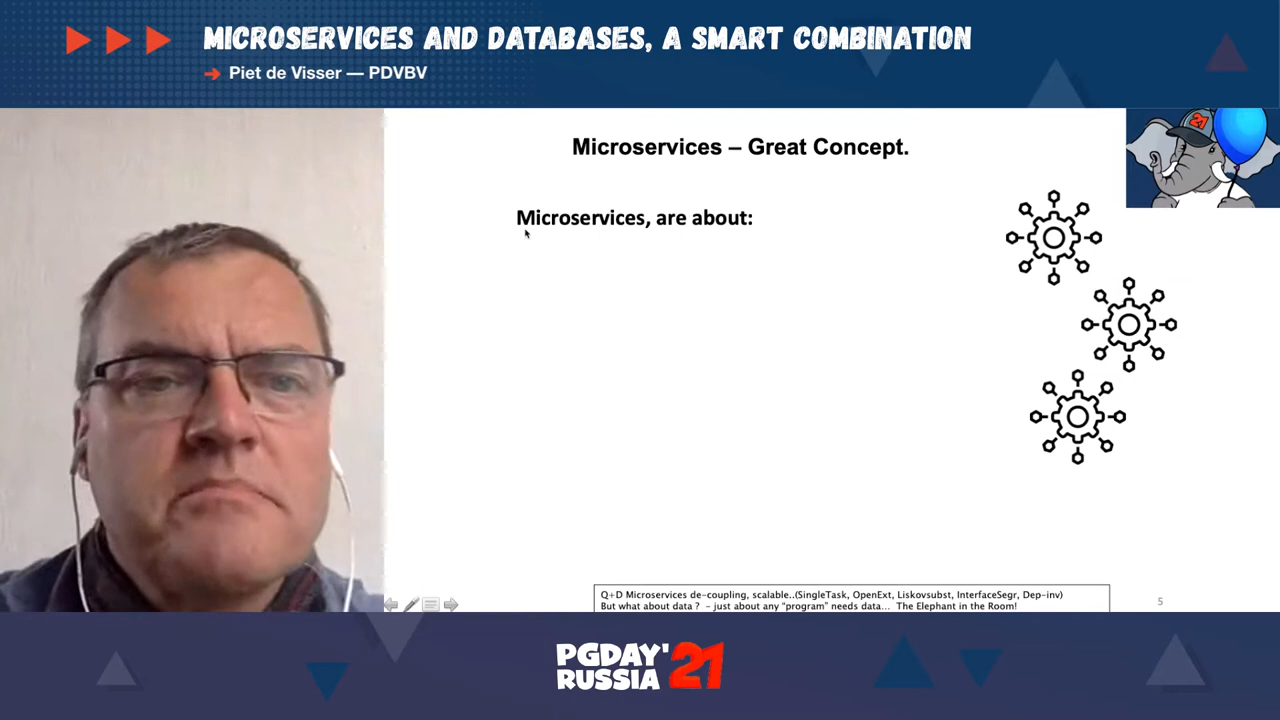 MICROSERVICES AND DATABASES, A SMART COMBINATION
Piet de Visser — PDVBV
21
Microservices – Great Concept.
Microservices, are about:
Q+D Microservices de-coupling, scalable..(SingleTask, OpenExt, Liskovsubst, InterfaceSegr, Dep-inv)
But what about data ? – just about any “program” needs data... The Elephant in the Room!
5
PGDAY'21
RUSSIA